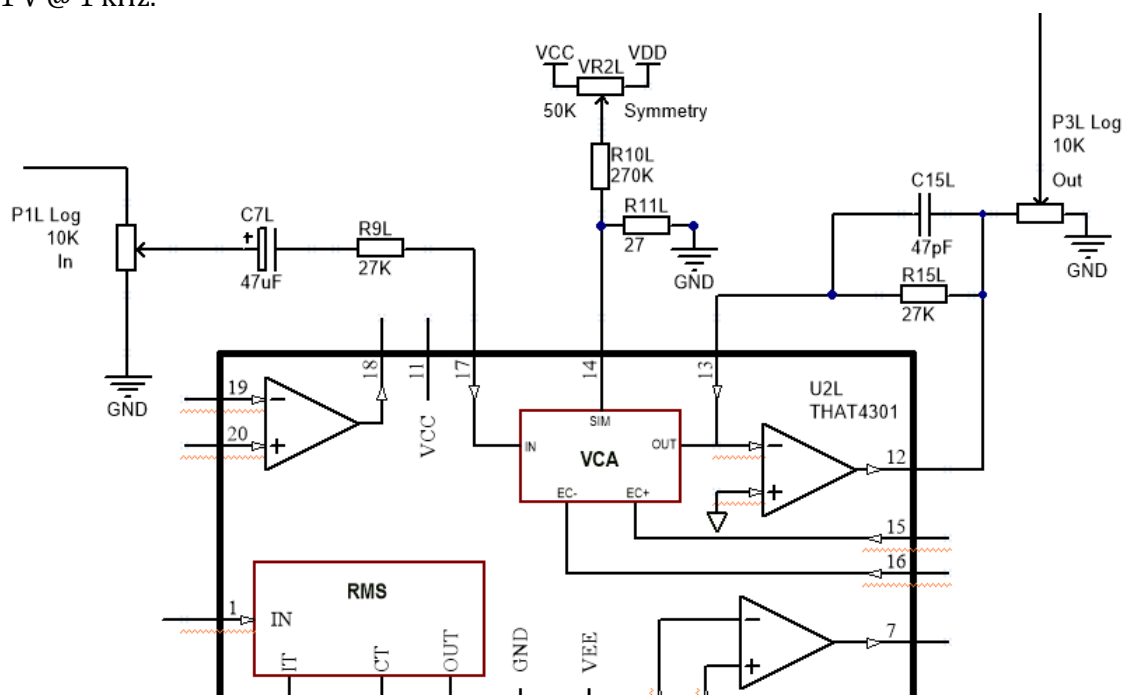 1 V @ 1 kHz.
VCC
VDD
VR2L
50K
Symmetry
P3L Log
10K
Out
R10L
270K
C15L
P1L Log
10K
In
C7L
+
47uF
R9L
27K
R11L
27
GND
47pF
R15L
27K
GND
GND
18
11
17
14
13
VCC
19
−
20
+
U2L
THAT4301
SIM
IN
OUT
VCA
EC-
EC+
−
+
12
15
16
RMS
1
IN
IT
CT
OUT
GND
VEE
−
+
7